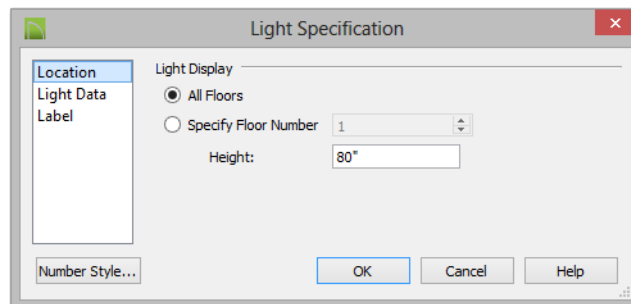 Light Specification
Location
Light Data
Label
Light Display
All Floors
Specify Floor Number 1
Height: 80"
Number Style...
OK
Cancel
Help